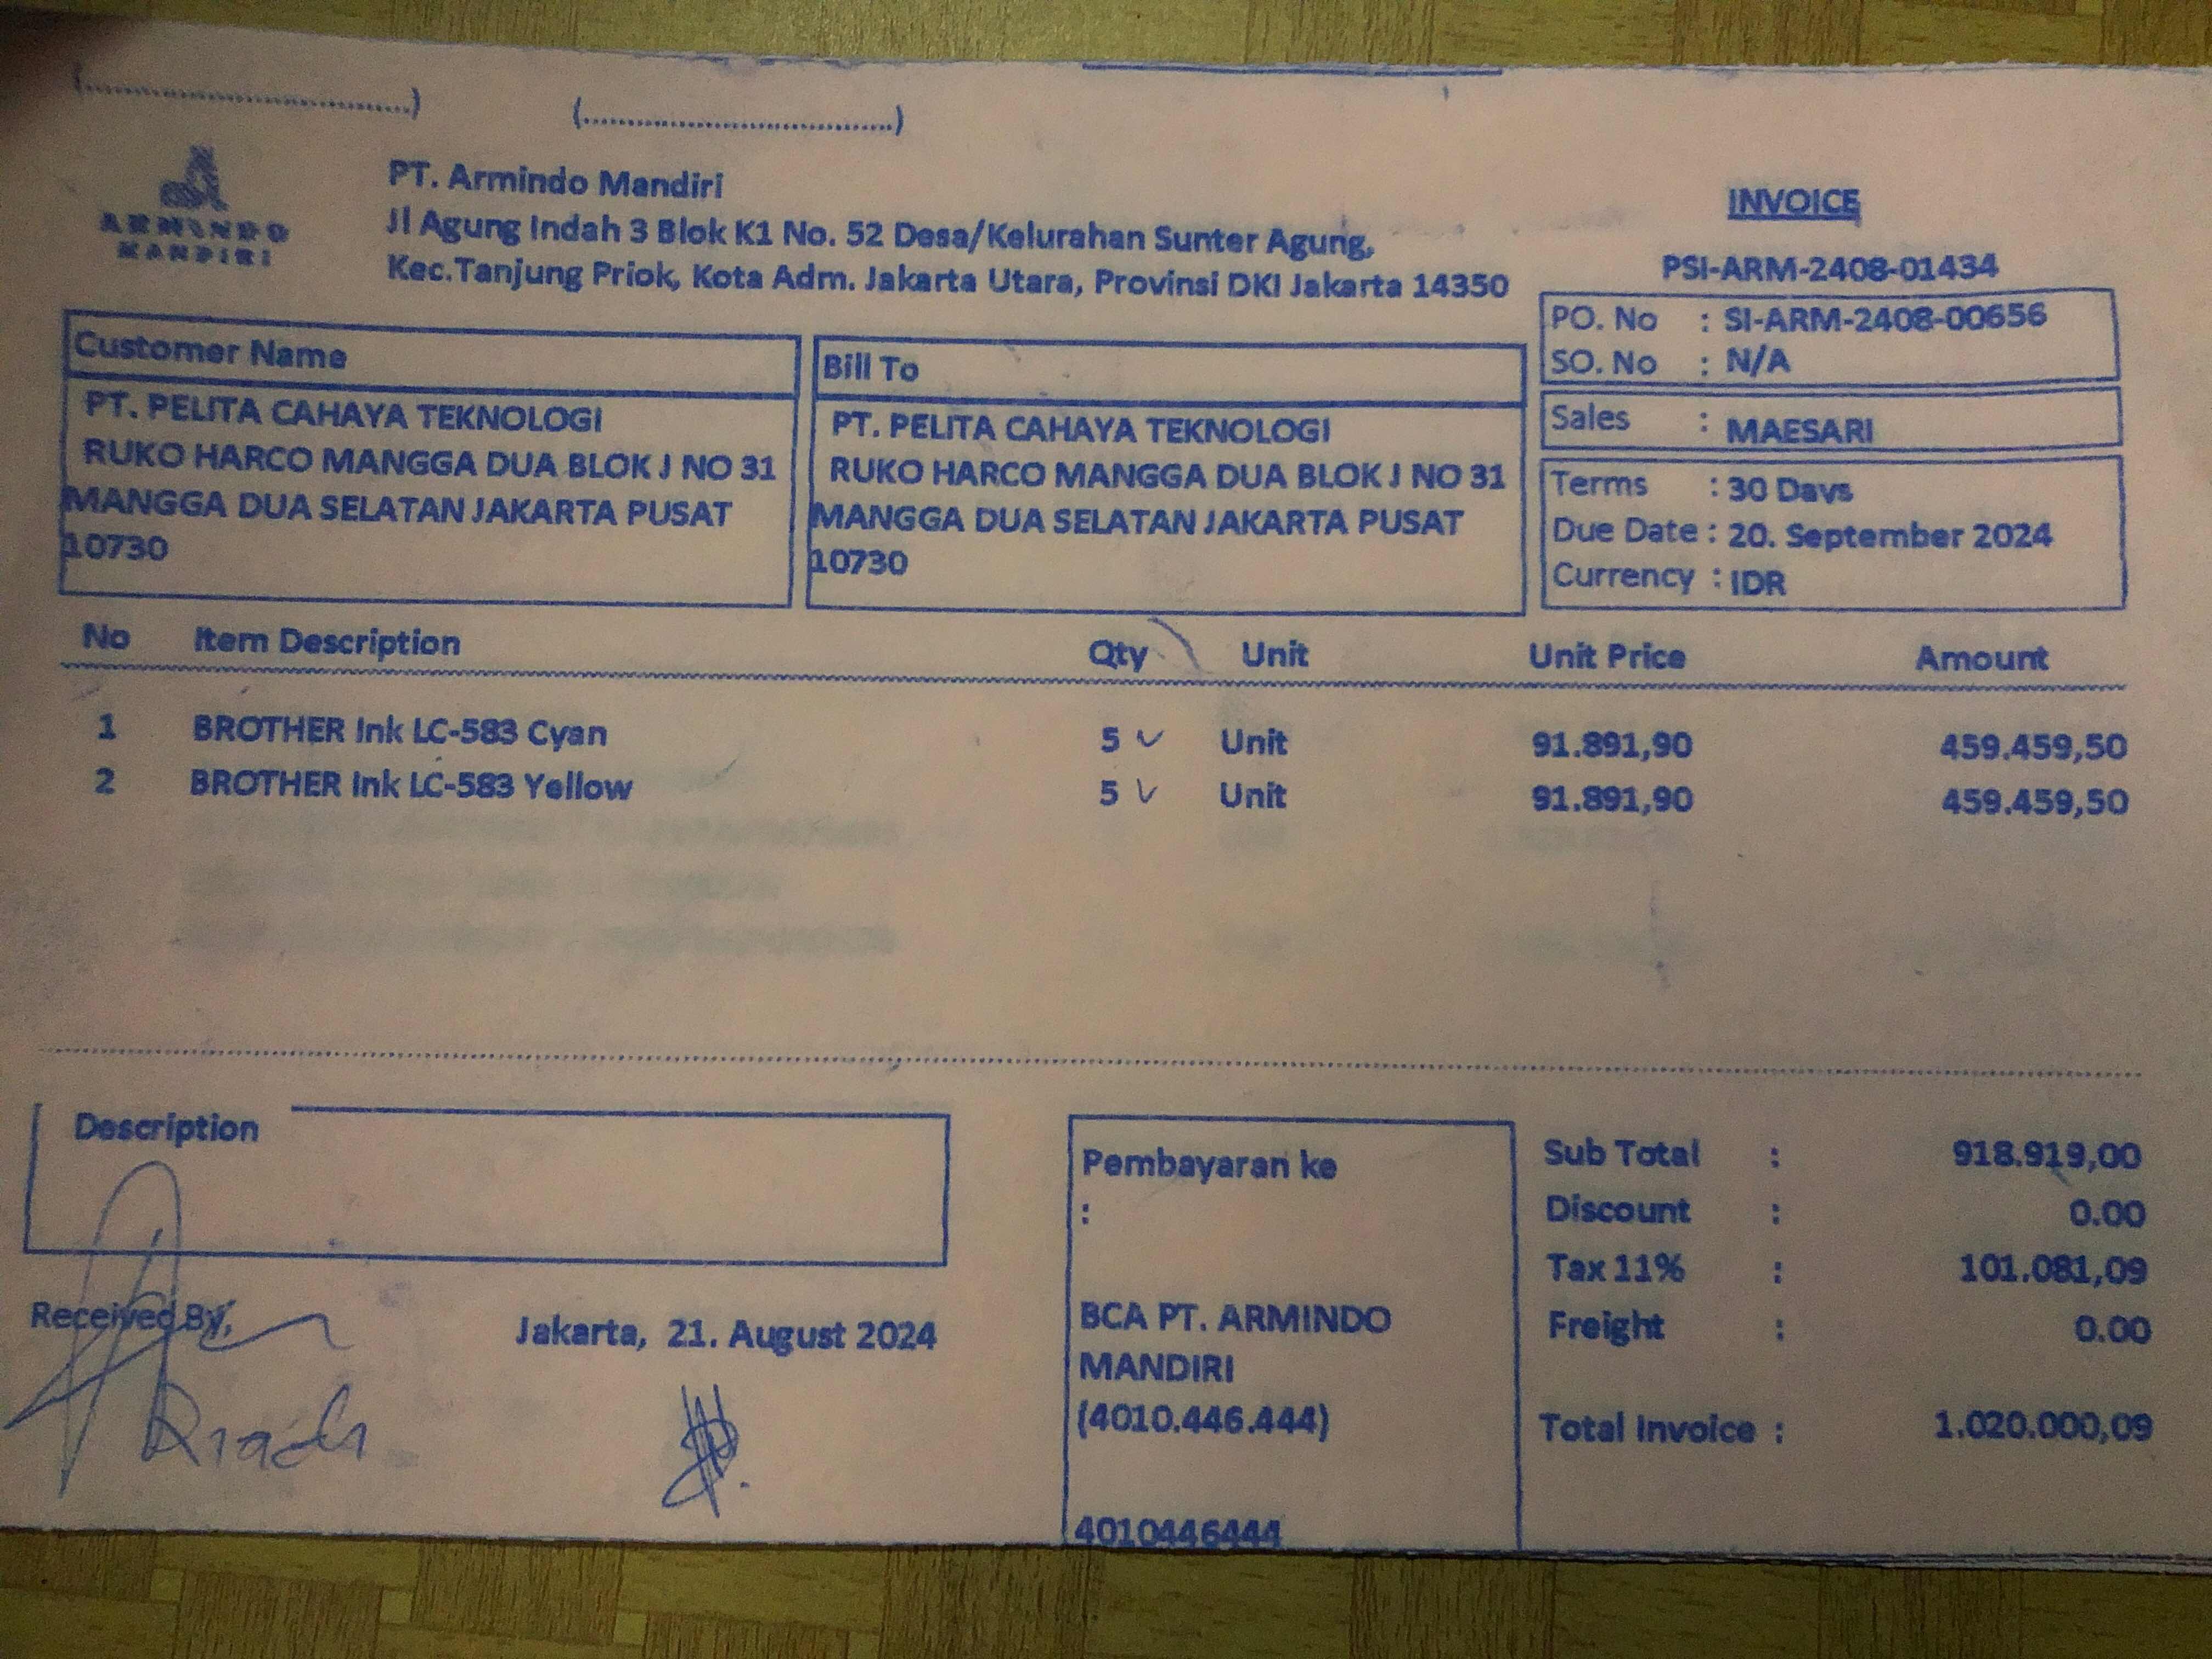 (................................)
(................................)
ARMINDO
MANDIRI
PT. Armindo Mandiri
Jl Agung Indah 3 Blok K1 No. 52 Desa/Kelurahan Sunter Agung,
Kec.Tanjung Priok, Kota Adm. Jakarta Utara, Provinsi DKI Jakarta 14350
INVOICE
PSI-ARM-2408-01434
PO. No : SI-ARM-2408-00656
SO. No : N/A
Sales : MAESARI
Terms : 30 Days
Due Date : 20. September 2024
Currency : IDR
Customer Name
PT. PELITA CAHAYA TEKNOLOGI
RUKO HARCO MANGGA DUA BLOK J NO 31
MANGGA DUA SELATAN JAKARTA PUSAT
10730
Bill To
PT. PELITA CAHAYA TEKNOLOGI
RUKO HARCO MANGGA DUA BLOK J NO 31
MANGGA DUA SELATAN JAKARTA PUSAT
10730
No Item Description Qty Unit Unit Price Amount
1 BROTHER Ink LC-583 Cyan 5 Unit 91.891,90 459.459,50
2 BROTHER Ink LC-583 Yellow 5 Unit 91.891,90 459.459,50
Description
Received By,
Jakarta, 21. August 2024
Pembayaran ke
:
BCA PT. ARMINDO
MANDIRI
(4010.446.444)
4010446444
Sub Total : 918.919,00
Discount : 0.00
Tax 11% : 101.081,09
Freight : 0.00
Total Invoice : 1.020.000,09